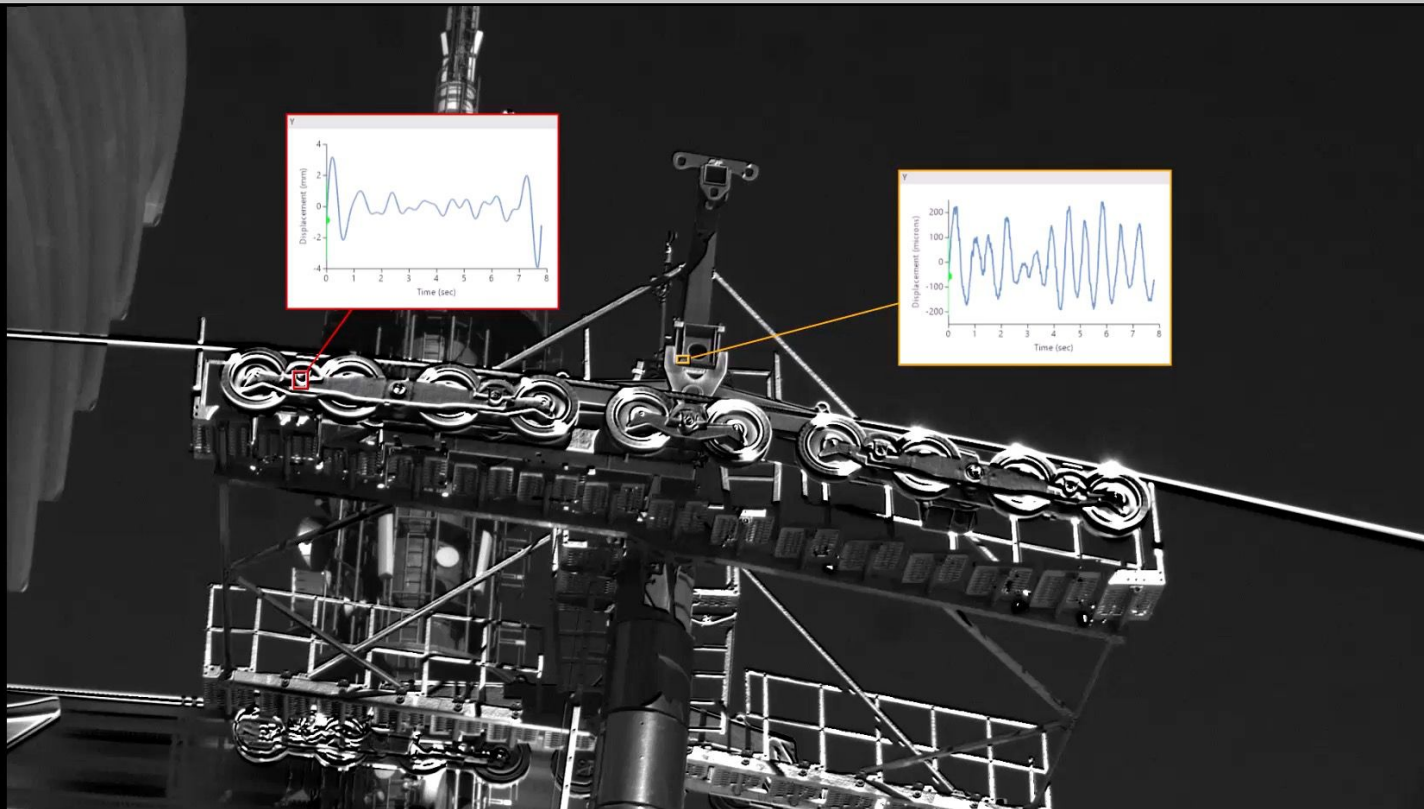 Y
Displacement (mm)
4
2
0
-2
-4
0 1 2 3 4 5 6 7 8
Time (sec)
Y
Displacement (microns)
200
100
0
-100
-200
0 1 2 3 4 5 6 7 8
Time (sec)